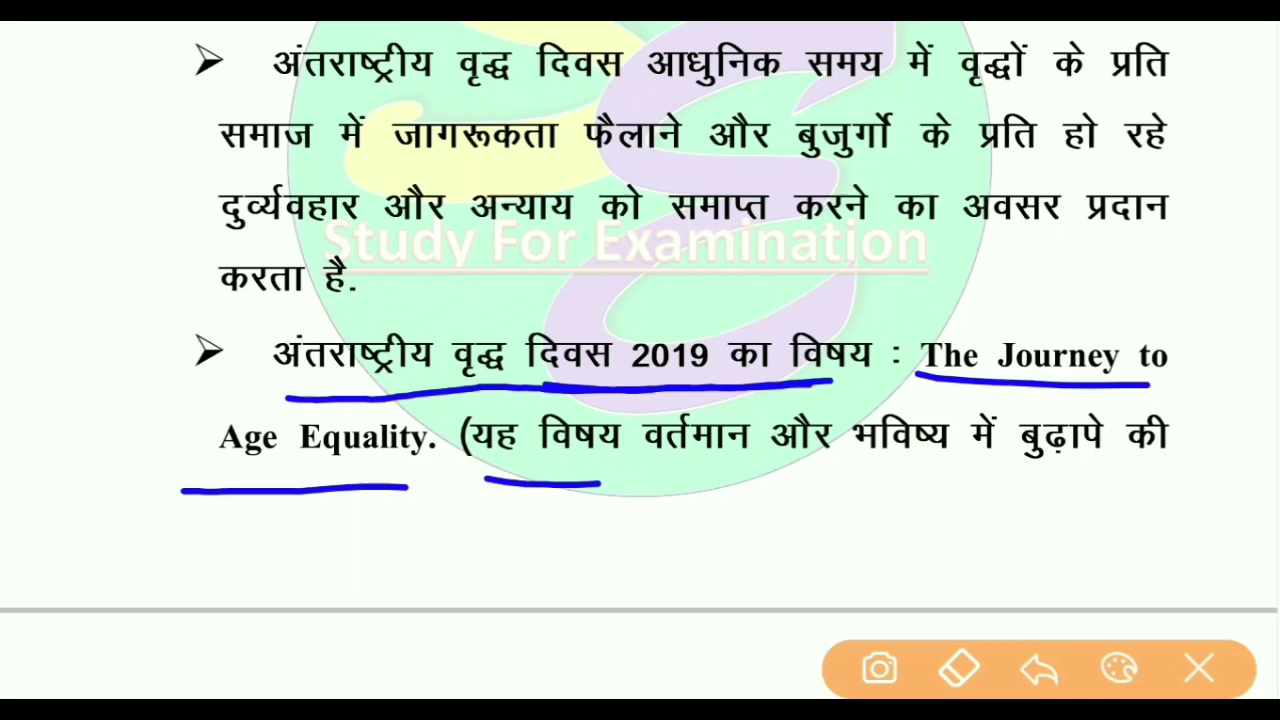 ➢ अंतराष्ट्रीय वृद्ध दिवस आधुनिक समय में वृद्धों के प्रति
समाज में जागरूकता फैलाने और बुजुर्गो के प्रति हो रहे
दुर्व्यवहार और अन्याय को समाप्त करने का अवसर प्रदान
Study For Examination
करता है.
➢ अंतराष्ट्रीय वृद्ध दिवस 2019 का विषय : The Journey to
Age Equality. (यह विषय वर्तमान और भविष्य में बुढ़ापे की